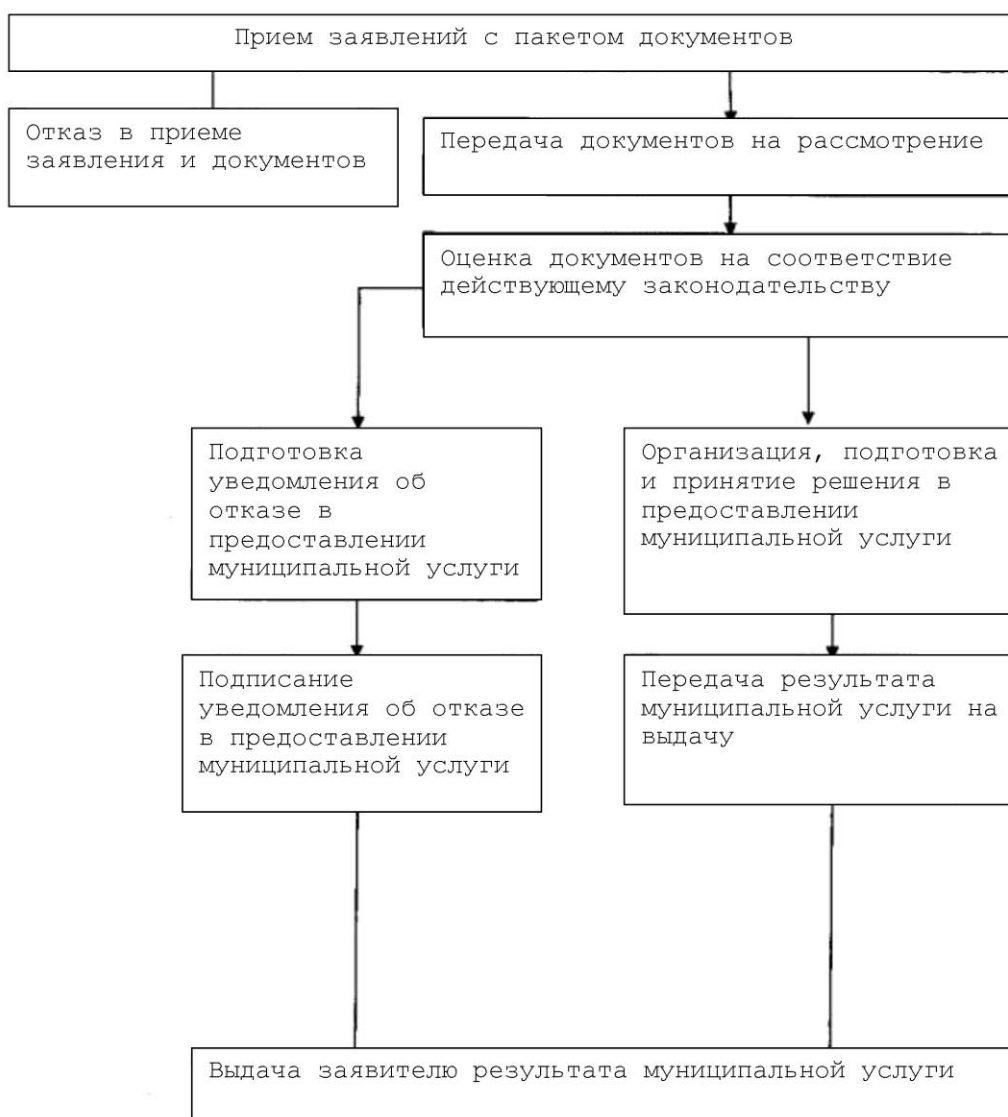 Прием заявлений с пакетом документов
Отказ в приеме
заявления и документов
Передача документов на рассмотрение
Оценка документов на соответствие
действующему законодательству
Подготовка
уведомления об
отказе в
предоставлении
муниципальной услуги
Организация, подготовка
и принятие решения в
предоставлении
муниципальной услуги
Подписание
уведомления об отказе
в предоставлении
муниципальной услуги
Передача результата
муниципальной услуги на
выдачу
Выдача заявителю результата муниципальной услуги